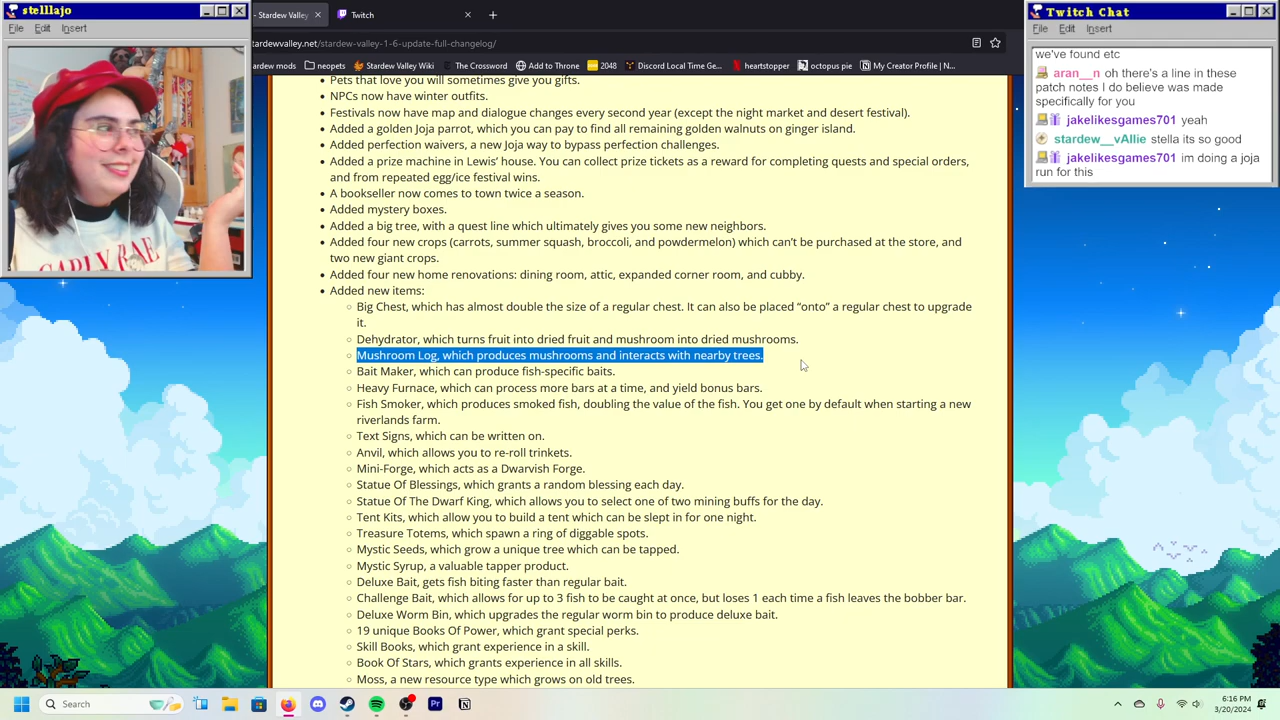 stelllajo
File Edit Insert
- Stardew Valley
Twitch
tardewvalley.net/stardew-valley-1-6-update-full-changelog/
rdew mods
Stardew Valley Wiki
The Crossword
Add to Throne
2048
Discord Local Time Ge...
heartstopper
octopus pie
My Creator Profile | N...
Twitch Chat
File Edit Insert
we've found etc
aran__n oh there's a line in these
patch notes I do believe was made
specifically for you
jakelikesgames701 yeah
stardew__vAllie stella its so good
jakelikesgames701 im doing a joja
run for this
Pets that love you will sometimes give you gifts.
NPCs now have winter outfits.
Festivals now have map and dialogue changes every second year (except the night market and desert festival).
Added a golden Joja parrot, which you can pay to find all remaining golden walnuts on ginger island.
Added perfection waivers, a new Joja way to bypass perfection challenges.
Added a prize machine in Lewis' house. You can collect prize tickets as a reward for completing quests and special orders,
and from repeated egg/ice festival wins.
A bookseller now comes to town twice a season.
Added mystery boxes.
Added a big tree, with a quest line which ultimately gives you some new neighbors.
Added four new crops (carrots, summer squash, broccoli, and powdermelon) which can't be purchased at the store, and
two new giant crops.
Added four new home renovations: dining room, attic, expanded corner room, and cubby.
Added new items:
Big Chest, which has almost double the size of a regular chest. It can also be placed “onto” a regular chest to upgrade
it.
Dehydrator, which turns fruit into dried fruit and mushroom into dried mushrooms.
Mushroom Log, which produces mushrooms and interacts with nearby trees.
Bait Maker, which can produce fish-specific baits.
Heavy Furnace, which can process more bars at a time, and yield bonus bars.
Fish Smoker, which produces smoked fish, doubling the value of the fish. You get one by default when starting a new
riverlands farm.
Text Signs, which can be written on.
Anvil, which allows you to re-roll trinkets.
Mini-Forge, which acts as a Dwarvish Forge.
Statue Of Blessings, which grants a random blessing each day.
Statue Of The Dwarf King, which allows you to select one of two mining buffs for the day.
Tent Kits, which allow you to build a tent which can be slept in for one night.
Treasure Totems, which spawn a ring of diggable spots.
Mystic Seeds, which grow a unique tree which can be tapped.
Mystic Syrup, a valuable tapper product.
Deluxe Bait, gets fish biting faster than regular bait.
Challenge Bait, which allows for up to 3 fish to be caught at once, but loses 1 each time a fish leaves the bobber bar.
Deluxe Worm Bin, which upgrades the regular worm bin to produce deluxe bait.
19 unique Books Of Power, which grant special perks.
Skill Books, which grant experience in a skill.
Book Of Stars, which grants experience in all skills.
Moss, a new resource type which grows on old trees.
Search
6:16 PM
3/20/2024